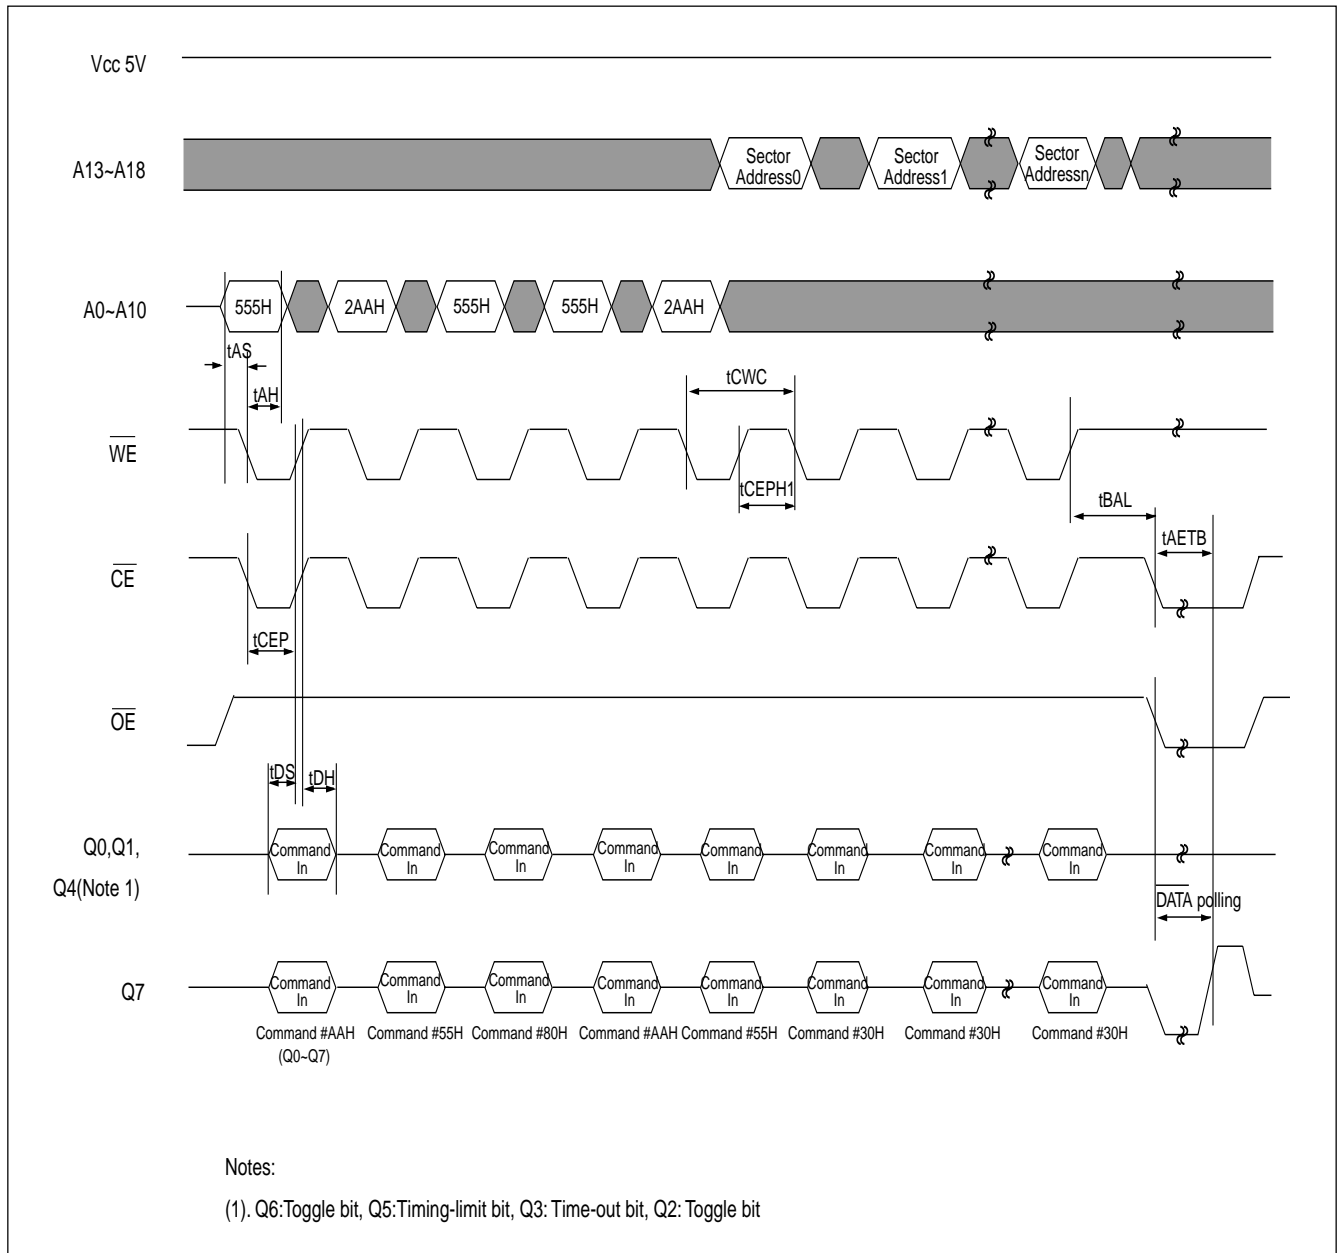 Vcc 5V
A13~A18
Sector
Address0
Sector
Address1
Sector
Addressn
A0~A10
555H
2AAH
555H
555H
2AAH
tAS
tAH
tCWC
WE
tCEPH1
tBAL
tAETB
CE
tCEP
OE
tDS
tDH
Q0,Q1,
Q4(Note 1)
Command
In
Command
In
Command
In
Command
In
Command
In
Command
In
Command
In
Command
In
DATA polling
Q7
Command
In
Command
In
Command
In
Command
In
Command
In
Command
In
Command
In
Command
In
Command #AAH
(Q0~Q7)
Command #55H
Command #80H
Command #AAH
Command #55H
Command #30H
Command #30H
Command #30H
Notes:
(1). Q6:Toggle bit, Q5:Timing-limit bit, Q3: Time-out bit, Q2: Toggle bit